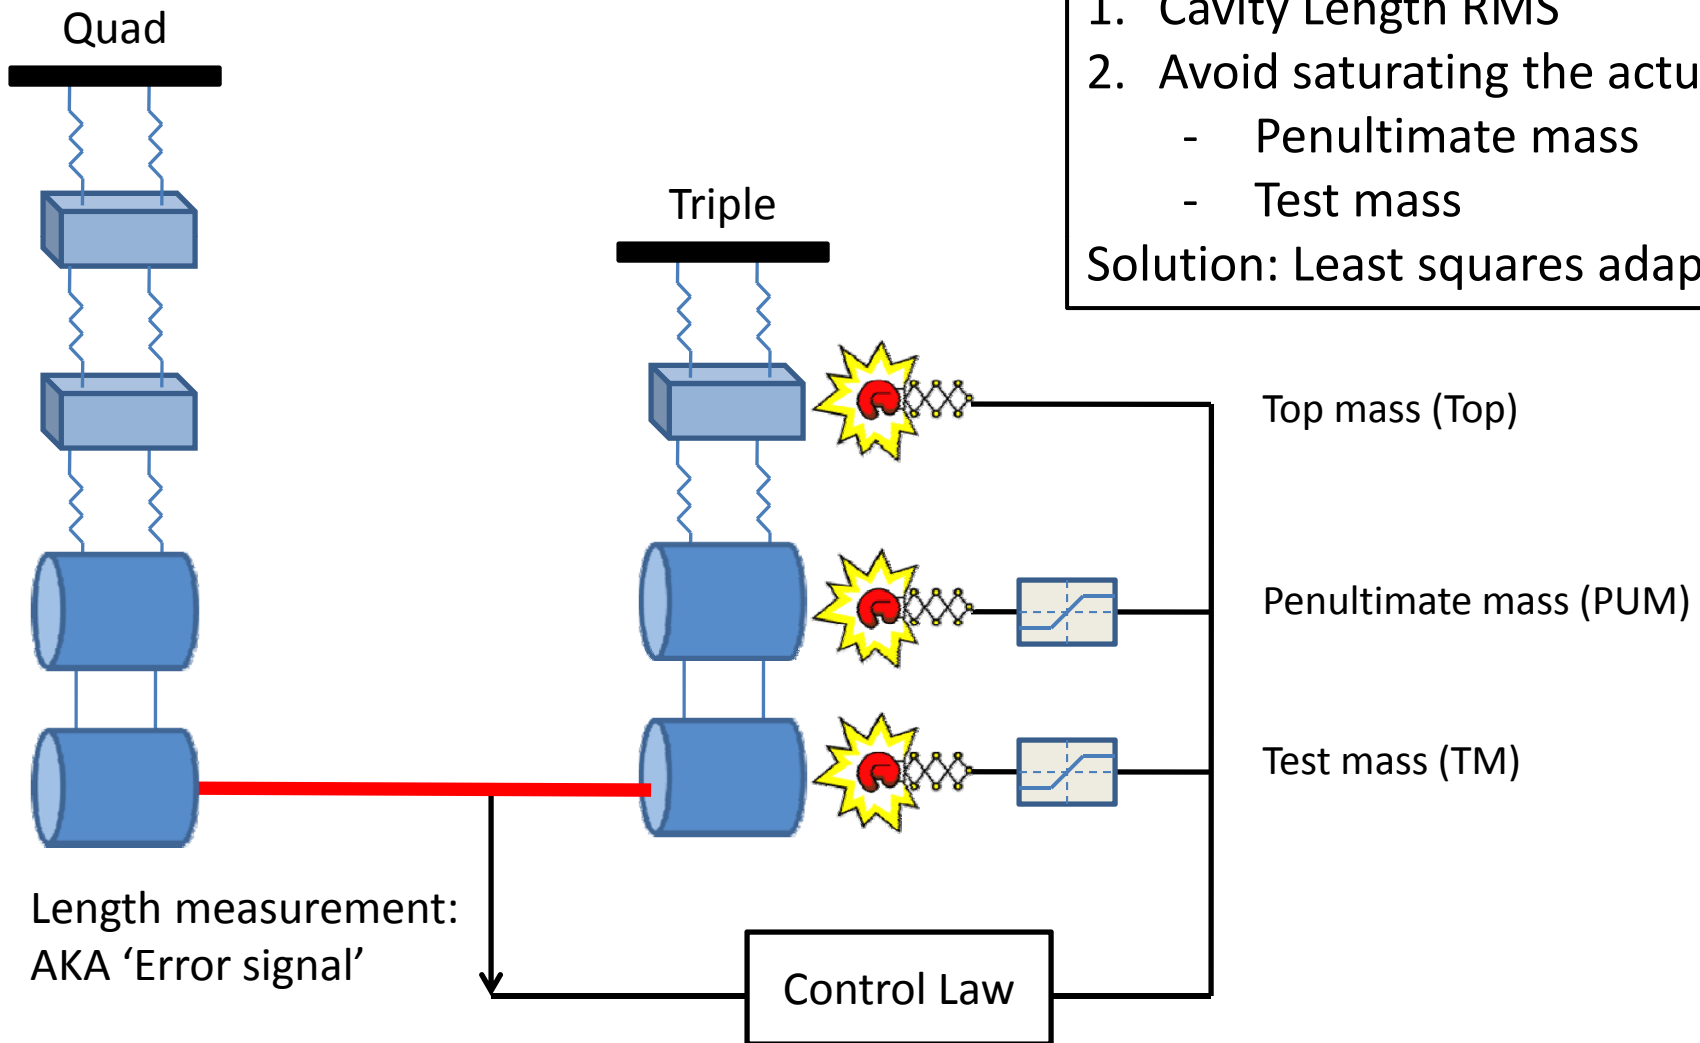 Quad
1. Cavity Length RMS
2. Avoid saturating the actu
- Penultimate mass
- Test mass
Solution: Least squares adap
Triple
Top mass (Top)
Penultimate mass (PUM)
Test mass (TM)
Length measurement:
AKA ‘Error signal’
Control Law